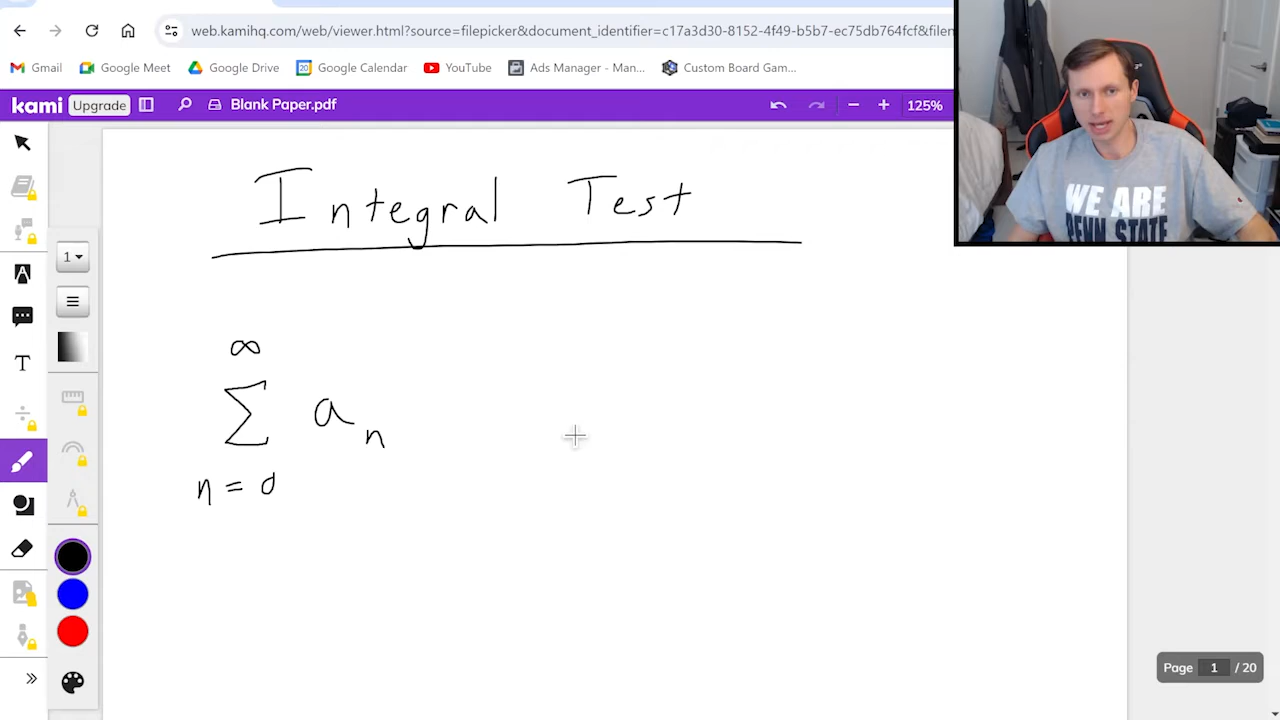 web.kamihq.com/web/viewer.html?source=filepicker&document_identifier=c17a3d30-8152-4f49-b5b7-ec75db764fcf&filen
Gmail Google Meet Google Drive 20 Google Calendar YouTube Ads Manager - Man... Custom Board Gam...
kami Upgrade Blank Paper.pdf 125%
WE ARE
PENN STATE
Integral Test
1
T
∞
∑ a n
n = 0
Page 1 / 20